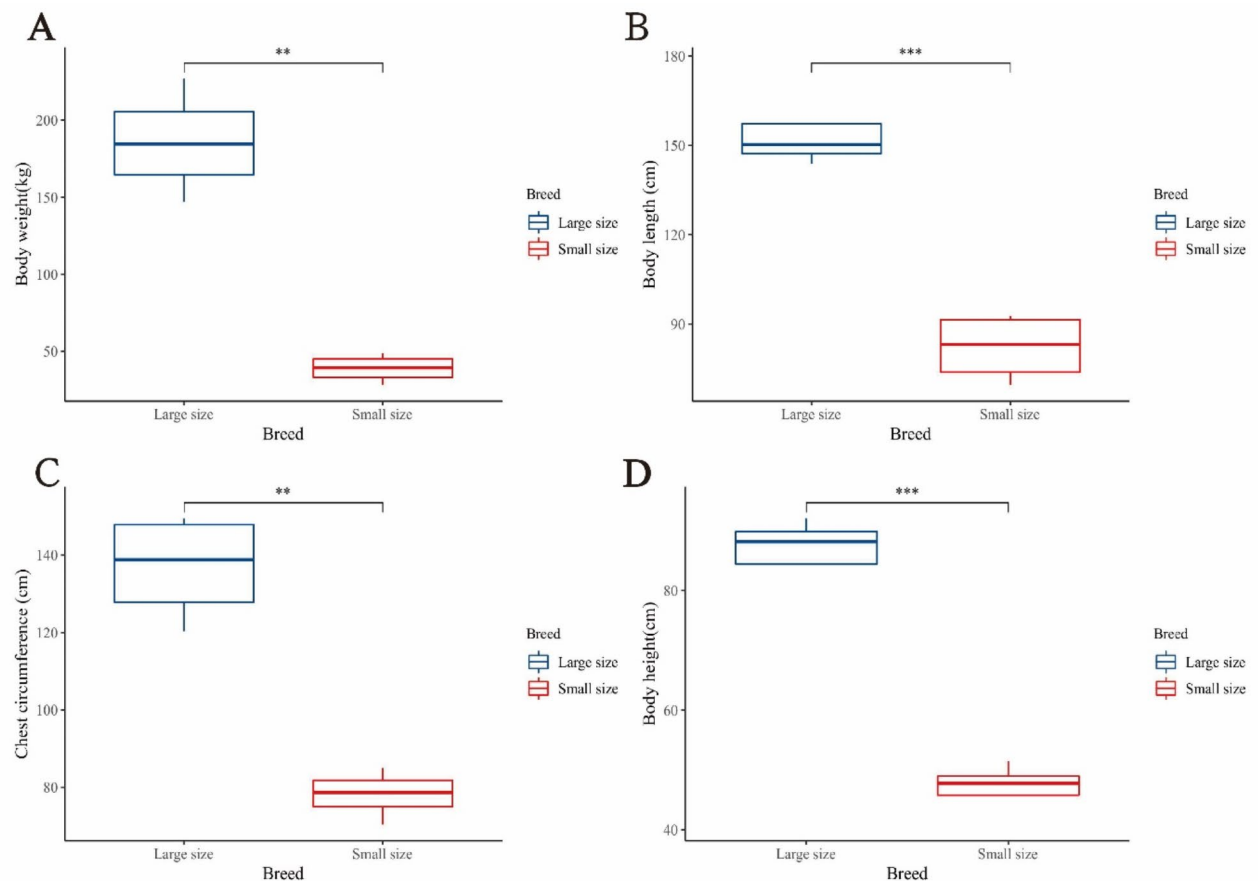 A
**
Body weight(kg)
200
150
100
50
Large size
Small size
Breed
Breed
Large size
Small size
B
***
Body length (cm)
180
150
120
90
Large size
Small size
Breed
Breed
Large size
Small size
C
**
Chest circumference (cm)
140
120
100
80
Large size
Small size
Breed
Breed
Large size
Small size
D
***
Body height(cm)
80
60
40
Large size
Small size
Breed
Breed
Large size
Small size